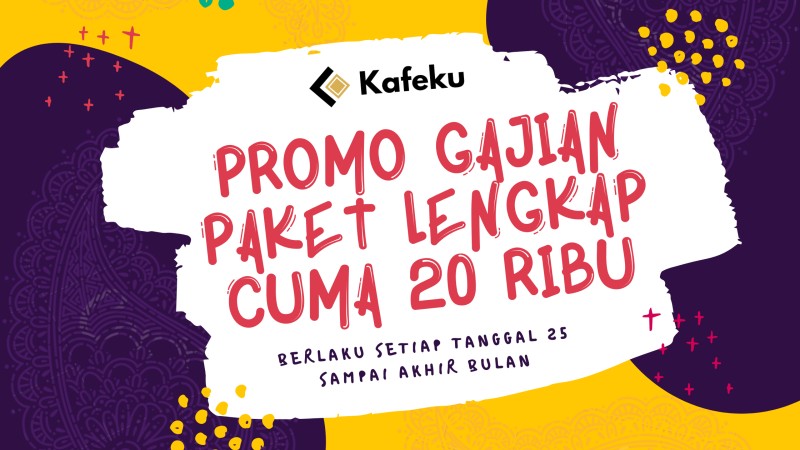 Kafeku
PROMO GAJIAN
PAKET LENGKAP
CUMA 20 RIBU
BERLAKU SETIAP TANGGAL 25
SAMPAI AKHIR BULAN